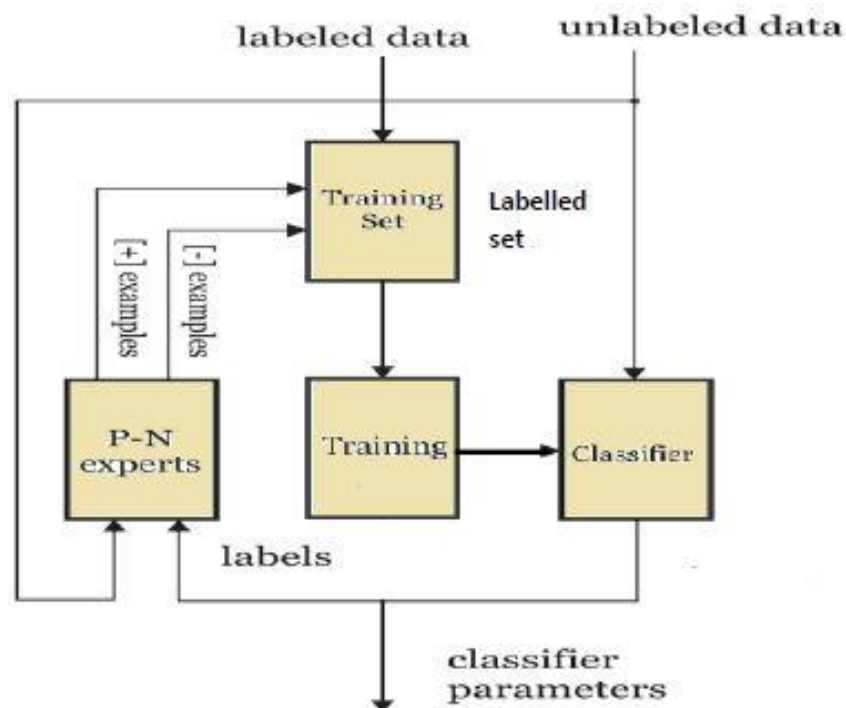 labeled data
unlabeled data
Training
Set
Labelled
set
[+] examples
[-] examples
P-N
experts
Training
Classifier
labels
classifier
parameters